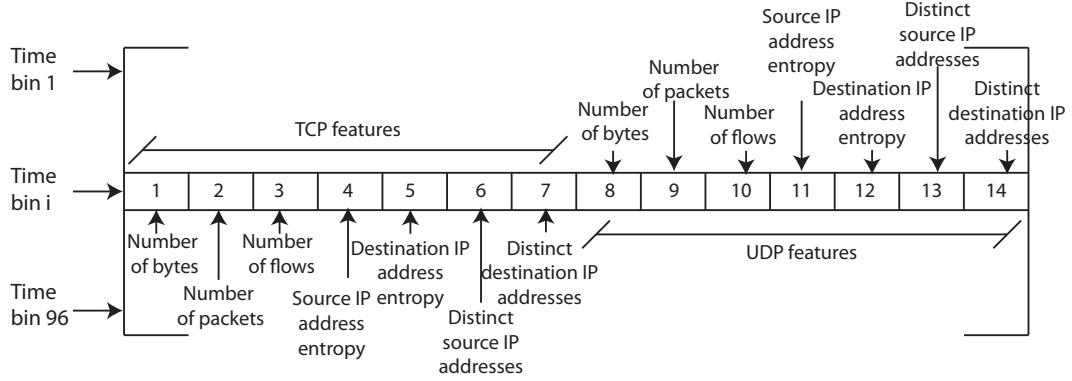 Source IP
address
entropy
Distinct
source IP
addresses
Time
bin 1
Number
of packets
Number
of bytes
Number
of flows
Destination IP
address
entropy
Distinct
destination IP
addresses
TCP features
Time
bin i
1 2 3 4 5 6 7 8 9 10 11 12 13 14
Number
of bytes
Number
of packets
Number
of flows
Source IP
address
entropy
Destination IP
address
entropy
Distinct
source IP
addresses
Distinct
destination IP
addresses
UDP features
Time
bin 96